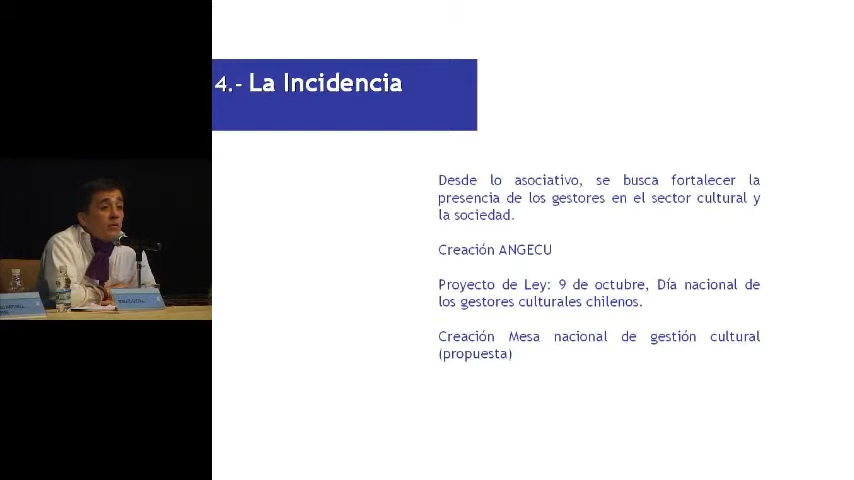 4.- La Incidencia
Desde lo asociativo, se busca fortalecer la
presencia de los gestores en el sector cultural y
la sociedad.
Creación ANGECU
Proyecto de Ley: 9 de octubre, Día nacional de
los gestores culturales chilenos.
Creación Mesa nacional de gestión cultural
(propuesta)